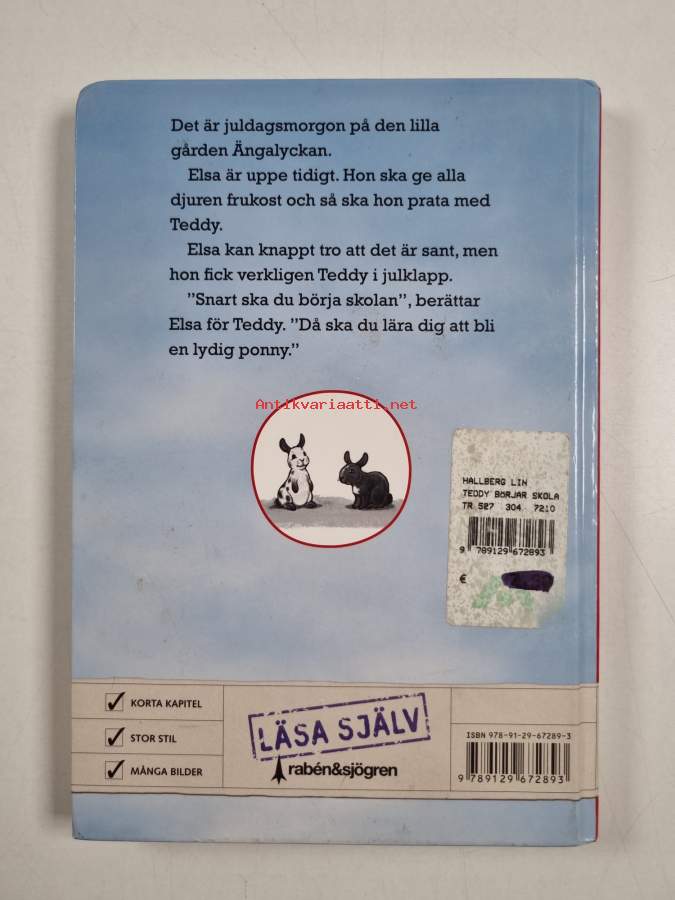 Det är juldagsmorgon på den lilla
gården Ängalyckan.
Elsa är uppe tidigt. Hon ska ge alla
djuren frukost och så ska hon prata med
Teddy.
Elsa kan knappt tro att det är sant, men
hon fick verkligen Teddy i julklapp.
”Snart ska du börja skolan”, berättar
Elsa för Teddy. ”Då ska du lära dig att bli
en lydig ponny.”
Antikvariaatti.net
HALLBERG LIN
TEDDY BÖRJAR SKOLA
TR 527 304 7210
9 789129 672893
€
KORTA KAPITEL
STOR STIL
MÅNGA BILDER
LÄSA SJÄLV
rabén&sjögren
ISBN 978-91-29-67289-3
9 789129 672893